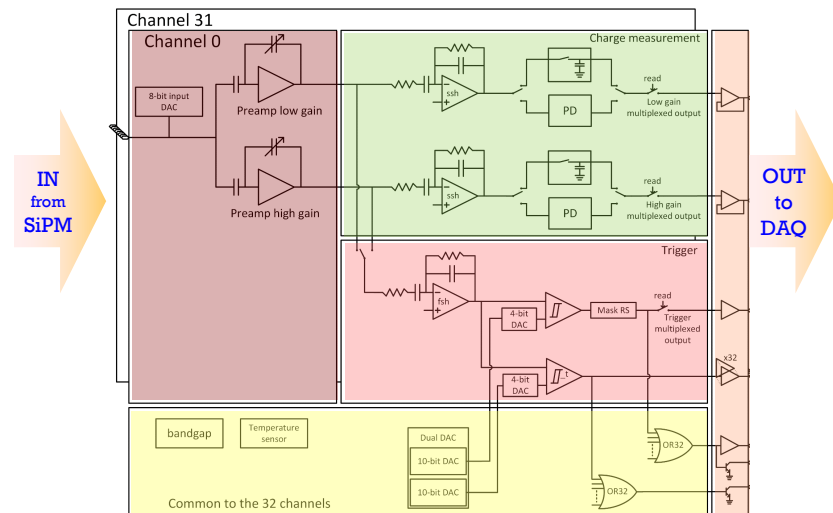 Channel 31
Channel 0
Charge measurement
8-bit input
DAC
Preamp low gain
ssh
PD
read
Low gain
multiplexed output
Preamp high gain
ssh
PD
read
High gain
multiplexed output
IN
from
SiPM
OUT
to
DAQ
Trigger
fsh
4-bit
DAC
Mask RS
read
Trigger
multiplexed
output
4-bit
DAC
_t
x32
bandgap
Temperature
sensor
Dual DAC
10-bit DAC
10-bit DAC
OR32
OR32
Common to the 32 channels